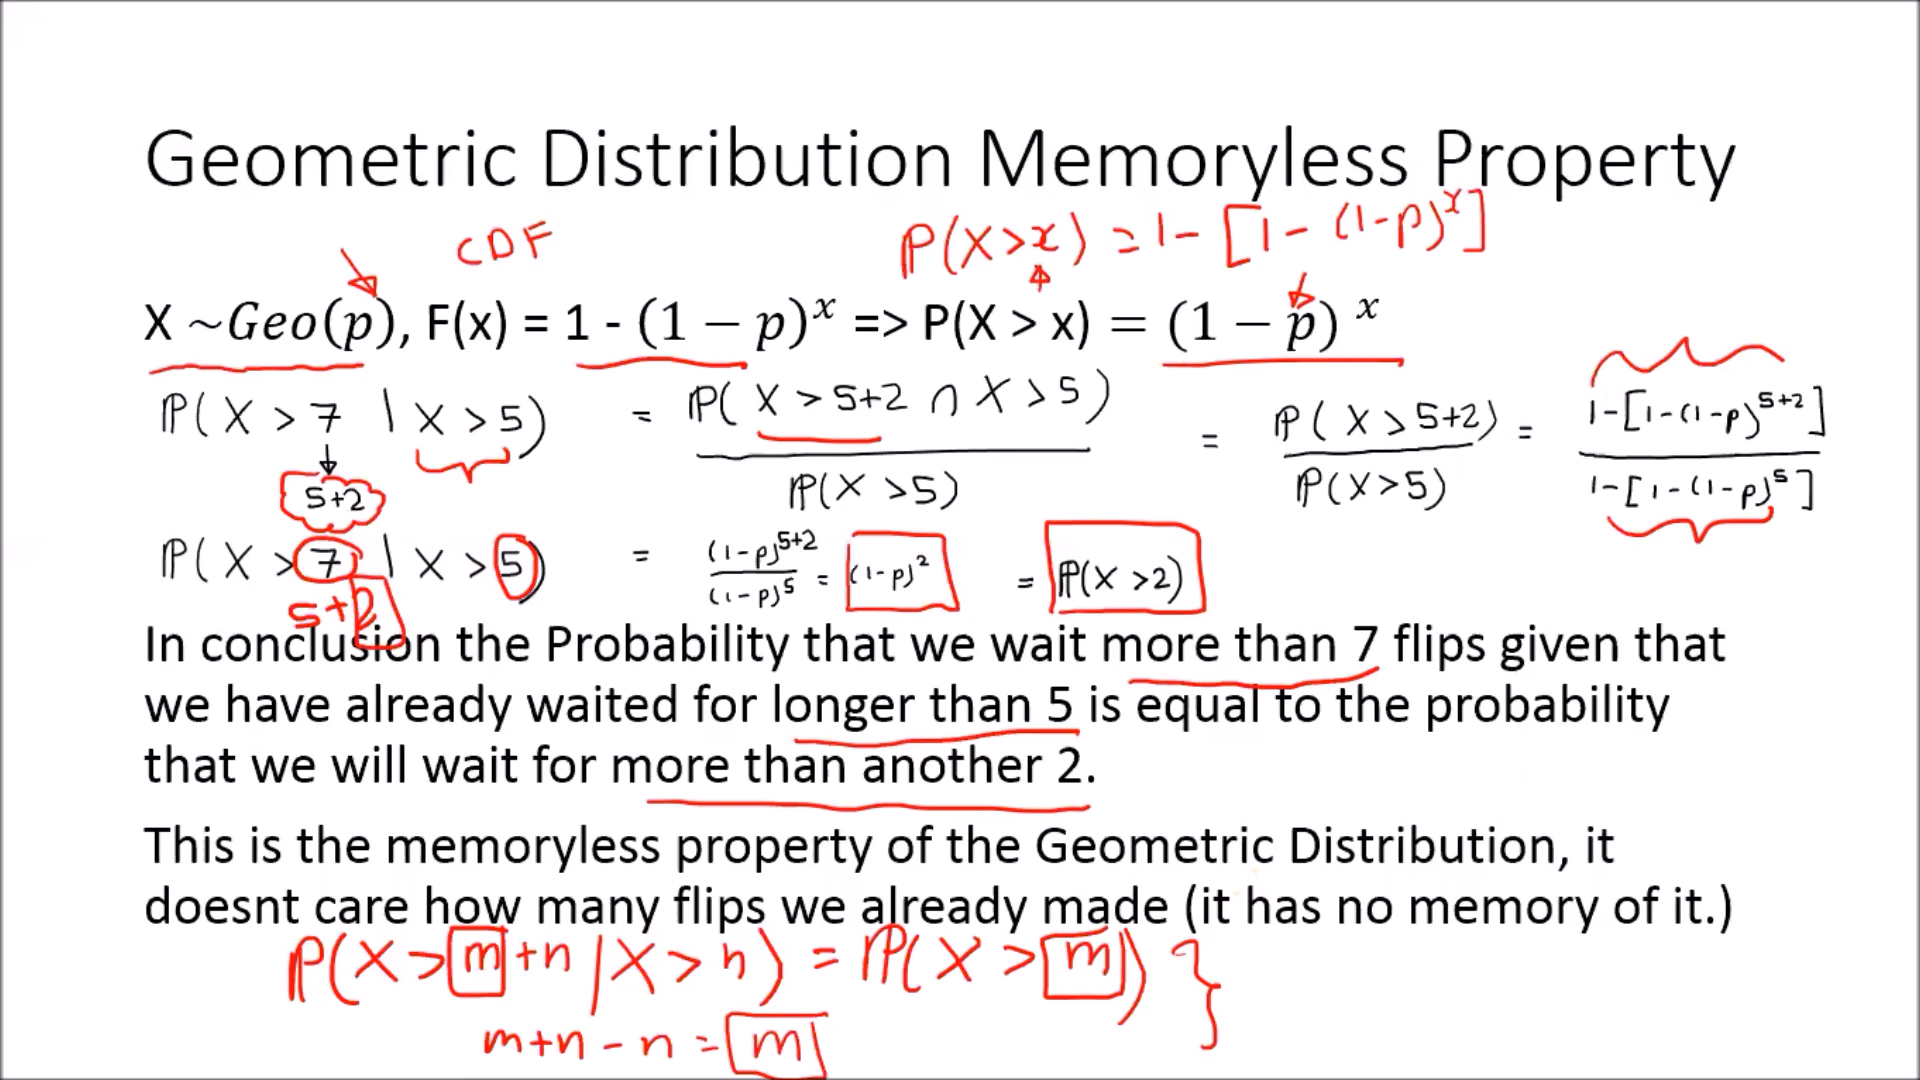 Geometric Distribution Memoryless Property
CDF
ℙ(X>x) = 1-[1-(1-p)^x]
X ~Geo(p), F(x) = 1 - (1 − p)^x => P(X > x) = (1 − p)^x
ℙ(X > 7 | X > 5) = ℙ(X > 5+2 ∩ X > 5) / ℙ(X > 5) = ℙ(X > 5+2) / ℙ(X > 5) = 1-[1-(1-p)^5+2] / 1-[1-(1-p)^5]
5+2
ℙ(X > 7 | X > 5) = (1-p)^5+2 / (1-p)^5 = (1-p)^2 = ℙ(X > 2)
5+2
In conclusion the Probability that we wait more than 7 flips given that
we have already waited for longer than 5 is equal to the probability
that we will wait for more than another 2.
This is the memoryless property of the Geometric Distribution, it
doesnt care how many flips we already made (it has no memory of it.)
ℙ(X > m+n | X > n) = ℙ(X > m) }
m+n - n = m